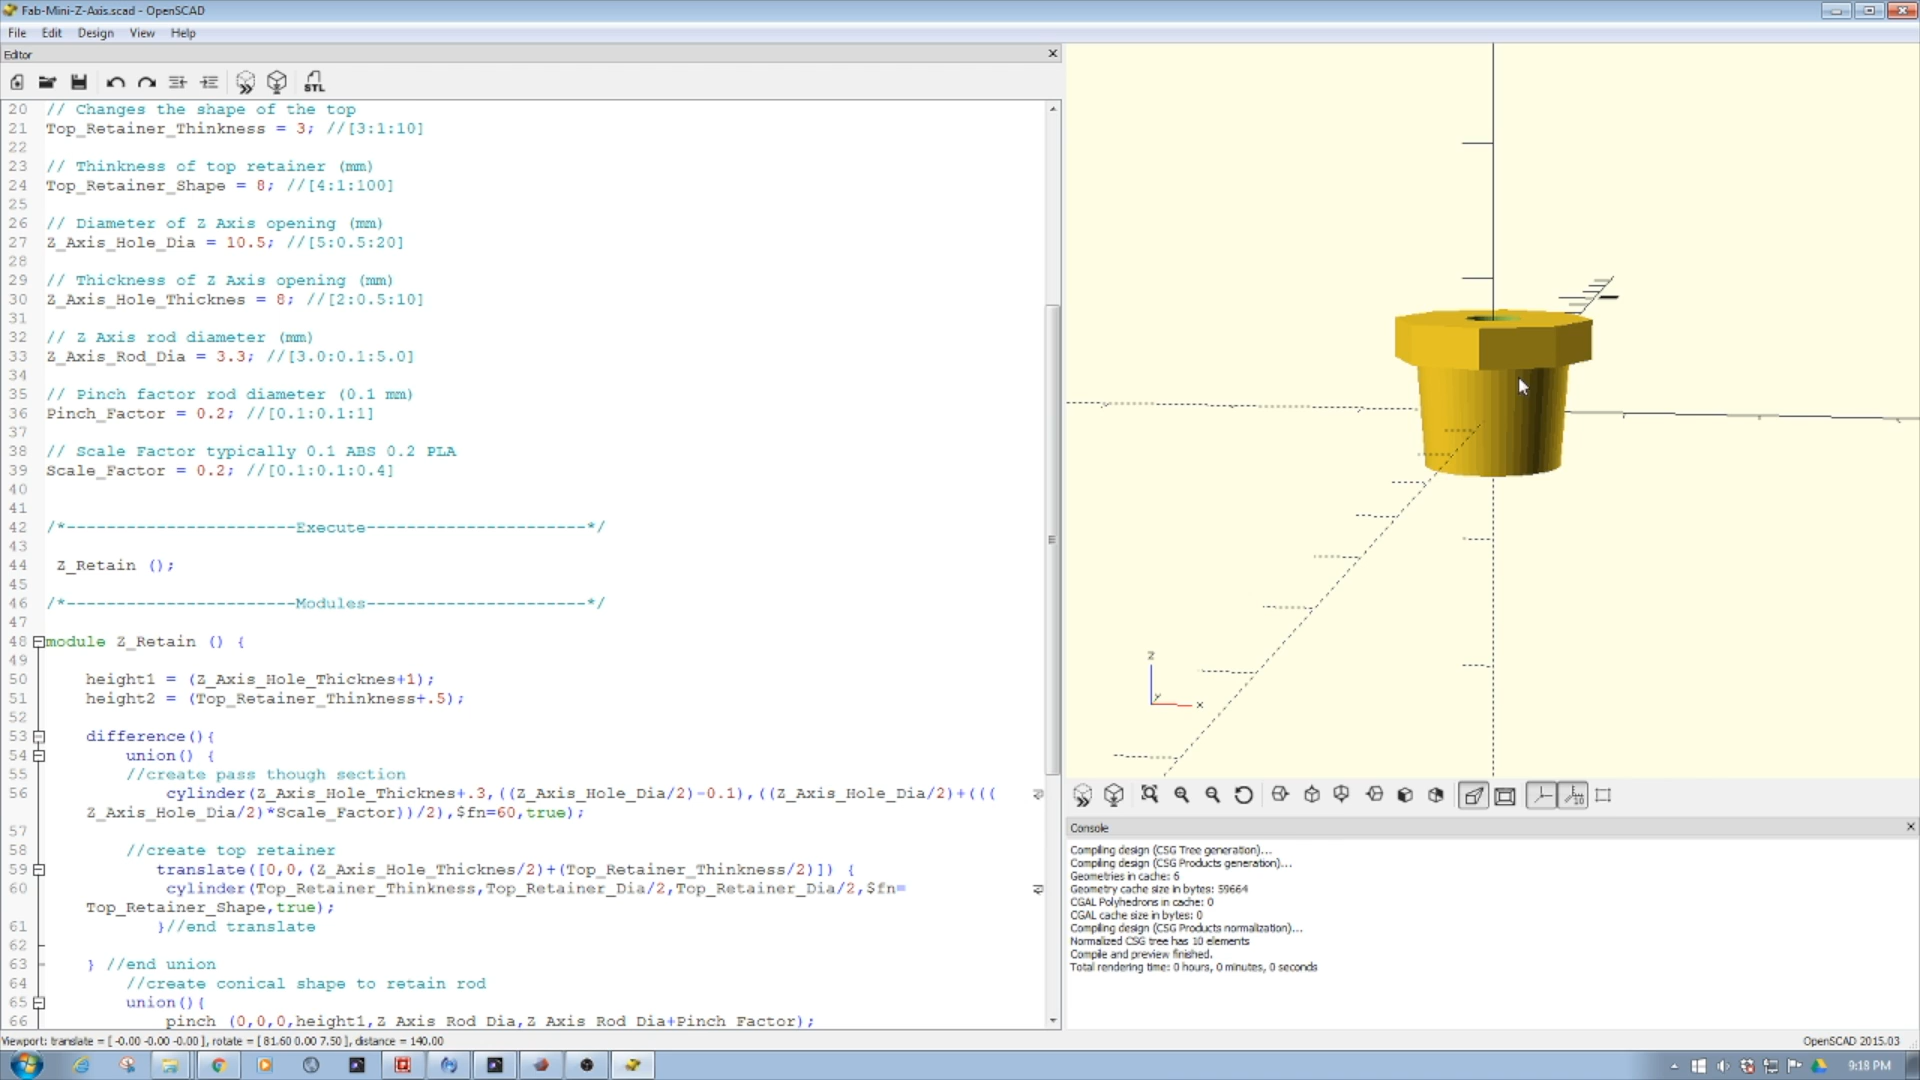 Fab-Mini-Z-Axis.scad - OpenSCAD
File Edit Design View Help
Editor
STL
20 // Changes the shape of the top
21 Top_Retainer_Thinkness = 3; //[3:1:10]
22
23 // Thinkness of top retainer (mm)
24 Top_Retainer_Shape = 8; //[4:1:100]
25
26 // Diameter of Z Axis opening (mm)
27 Z_Axis_Hole_Dia = 10.5; //[5:0.5:20]
28
29 // Thickness of Z Axis opening (mm)
30 Z_Axis_Hole_Thicknes = 8; //[2:0.5:10]
31
32 // Z Axis rod diameter (mm)
33 Z_Axis_Rod_Dia = 3.3; //[3.0:0.1:5.0]
34
35 // Pinch factor rod diameter (0.1 mm)
36 Pinch_Factor = 0.2; //[0.1:0.1:1]
37
38 // Scale Factor typically 0.1 ABS 0.2 PLA
39 Scale_Factor = 0.2; //[0.1:0.1:0.4]
40
41
42 /*-----------------------Execute----------------------*/
43
44 Z_Retain ();
45
46 /*-----------------------Modules----------------------*/
47
48 module Z_Retain () {
49
50 height1 = (Z_Axis_Hole_Thicknes+1);
51 height2 = (Top_Retainer_Thinkness+.5);
52
53 difference(){
54 union() {
55 //create pass though section
56 cylinder(Z_Axis_Hole_Thicknes+.3,((Z_Axis_Hole_Dia/2)-0.1),((Z_Axis_Hole_Dia/2)+(((
Z_Axis_Hole_Dia/2)*Scale_Factor))/2),$fn=60,true);
57
58 //create top retainer
59 translate([0,0,(Z_Axis_Hole_Thicknes/2)+(Top_Retainer_Thinkness/2)]) {
60 cylinder(Top_Retainer_Thinkness,Top_Retainer_Dia/2,Top_Retainer_Dia/2,$fn=
Top_Retainer_Shape,true);
61 }//end translate
62
63 } //end union
64 //create conical shape to retain rod
65 union(){
66 pinch (0,0,0,height1,Z_Axis_Rod_Dia,Z_Axis_Rod_Dia+Pinch_Factor);
z
y
x
10
Console
Compiling design (CSG Tree generation)...
Compiling design (CSG Products generation)...
Geometries in cache: 6
Geometry cache size in bytes: 59664
CGAL Polyhedrons in cache: 0
CGAL cache size in bytes: 0
Compiling design (CSG Products normalization)...
Normalized CSG tree has 10 elements
Compile and preview finished.
Total rendering time: 0 hours, 0 minutes, 0 seconds
Viewport: translate = [ -0.00 -0.00 -0.00 ], rotate = [ 81.60 0.00 7.50 ], distance = 140.00
OpenSCAD 2015.03
9:18 PM